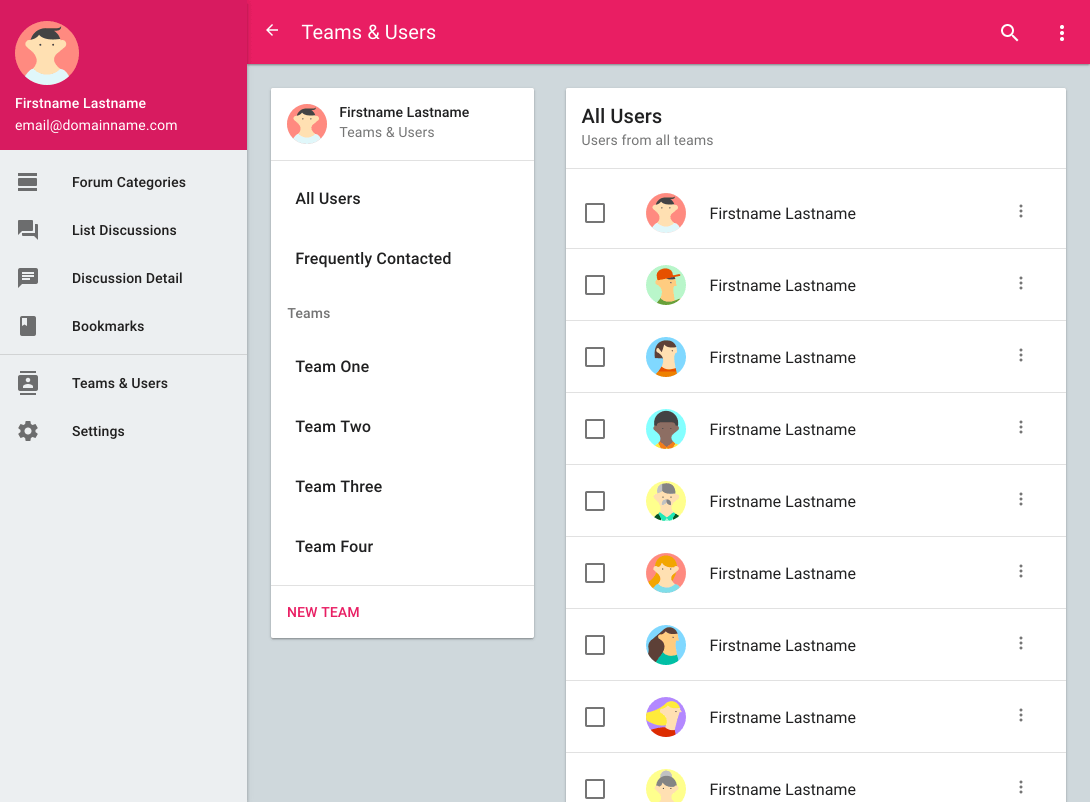 Firstname Lastname
email@domainname.com
Forum Categories
List Discussions
Discussion Detail
Bookmarks
Teams & Users
Settings
Teams & Users
Firstname Lastname
Teams & Users
All Users
Frequently Contacted
Teams
Team One
Team Two
Team Three
Team Four
NEW TEAM
All Users
Users from all teams
Firstname Lastname
Firstname Lastname
Firstname Lastname
Firstname Lastname
Firstname Lastname
Firstname Lastname
Firstname Lastname
Firstname Lastname
Firstname Lastname